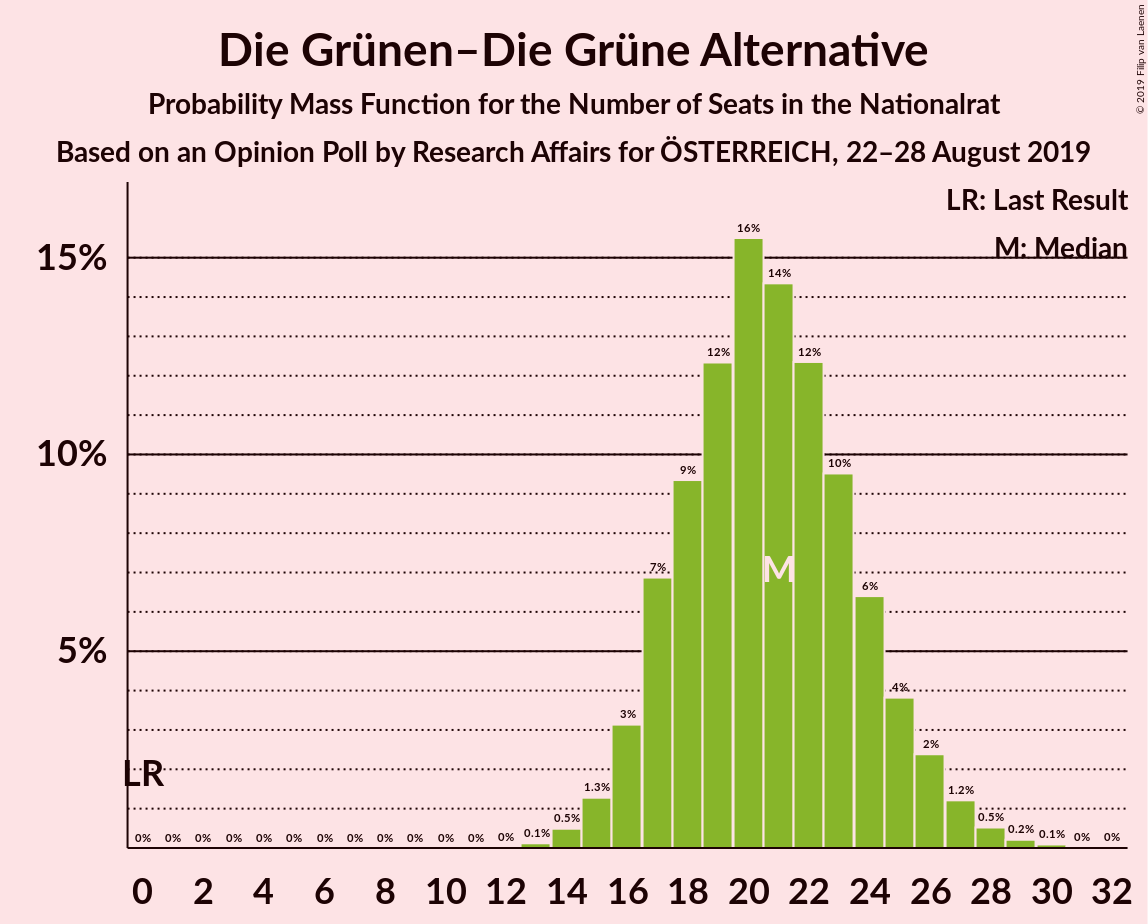 Die Grünen–Die Grüne Alternative
Probability Mass Function for the Number of Seats in the Nationalrat
Based on an Opinion Poll by Research Affairs for ÖSTERREICH, 22–28 August 2019
© 2019 Filip van Laenen
LR: Last Result
M: Median
15%
10%
5%
LR
M
0% 0% 0% 0% 0% 0% 0% 0% 0% 0% 0% 0% 0% 0.1% 0.5% 1.3% 3% 7% 9% 12% 16% 14% 12% 10% 6% 4% 2% 1.2% 0.5% 0.2% 0.1% 0% 0%
0 2 4 6 8 10 12 14 16 18 20 22 24 26 28 30 32